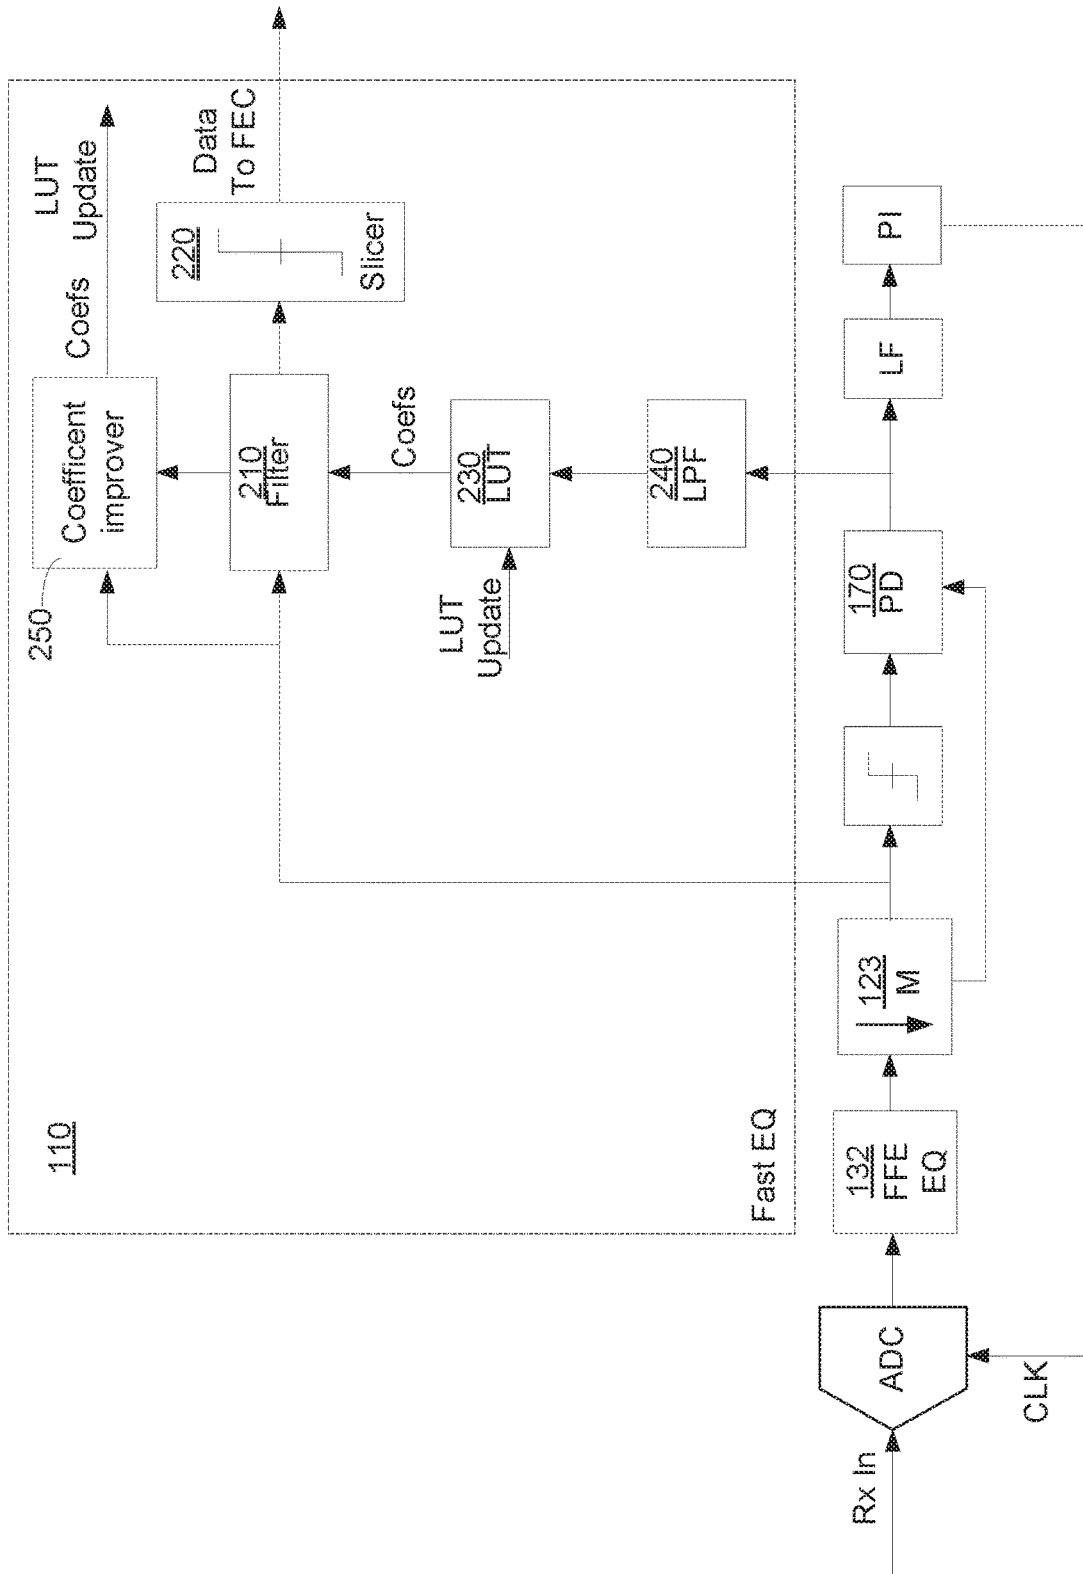 110
250
Coefficent
improver
Coefs
LUT
Update
210
Filter
220
Slicer
Data
To FEC
Coefs
LUT
Update
230
LUT
240
LPF
Fast EQ
Rx In
ADC
CLK
132
FFE
EQ
123
M
170
PD
LF
PI